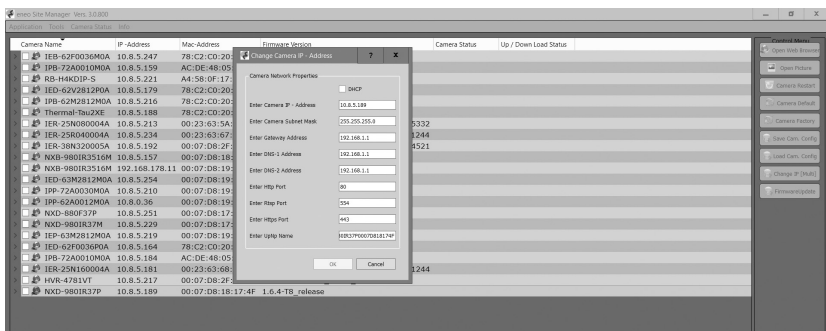 eneo Site Manager Vers. 3.0.800
Application Tools Camera Status Info
Camera Name IP -Address Mac-Address Firmware Version Camera Status Up / Down Load Status
IEB-62F0036M0A 10.8.5.247 78:C2:C0:20:
IPB-72A0010M0A 10.8.5.159 AC:DE:48:05:
RB-H4KDIP-S 10.8.5.221 A4:58:0F:17:
IED-62V2812P0A 10.8.5.179 78:C2:C0:20:
IPB-62M2812M0A 10.8.5.216 78:C2:C0:20:
Thermal-Tau2XE 10.8.5.188 78:C2:C0:20:
IER-25N080004A 10.8.5.213 00:23:63:5A: 5332
IER-25R040004A 10.8.5.234 00:23:63:67: 1244
IER-38N320005A 10.8.5.192 00:07:D8:2F: 4521
NXB-980IR3516M 10.8.5.157 00:07:D8:18:
NXB-980IR3516M 192.168.178.11 00:07:D8:19:
IED-63M2812M0A 10.8.5.254 00:07:D8:19:
IPP-72A0030M0A 10.8.5.210 00:07:D8:19:
IPP-62A0012M0A 10.8.0.36 00:07:D8:19:
NXD-880F37P 10.8.5.251 00:07:D8:17:
NXD-980IR37M 10.8.5.229 00:07:D8:17:
IEP-63M2812M0A 10.8.5.219 00:07:D8:19:
IED-62F0036P0A 10.8.5.164 78:C2:C0:20:
IPB-72A0010M0A 10.8.5.184 AC:DE:48:05:
IER-25N160004A 10.8.5.181 00:23:63:68: 1244
HVR-4781VT 10.8.5.217 00:07:D8:2F:
NXD-980IR37P 10.8.5.189 00:07:D8:18:17:4F 1.6.4-T8_release
Change Camera IP - Address ? X
Camera Network Properties
DHCP
Enter Camera IP - Address 10.8.5.189
Enter Camera Subnet Mask 255.255.255.0
Enter Gateway Address 192.168.1.1
Enter DNS-1 Address 192.168.1.1
Enter DNS-2 Address 192.168.1.1
Enter Http Port 80
Enter Rtsp Port 554
Enter Https Port 443
Enter UpNp Name 0IR37P0007D818174F
OK Cancel
Control Menu
Open Web Browser
Open Picture
Camera Restart
Camera Default
Camera Factory
Save Cam. Config
Load Cam. Config
Change IP [Multi]
FirmwareUpdate